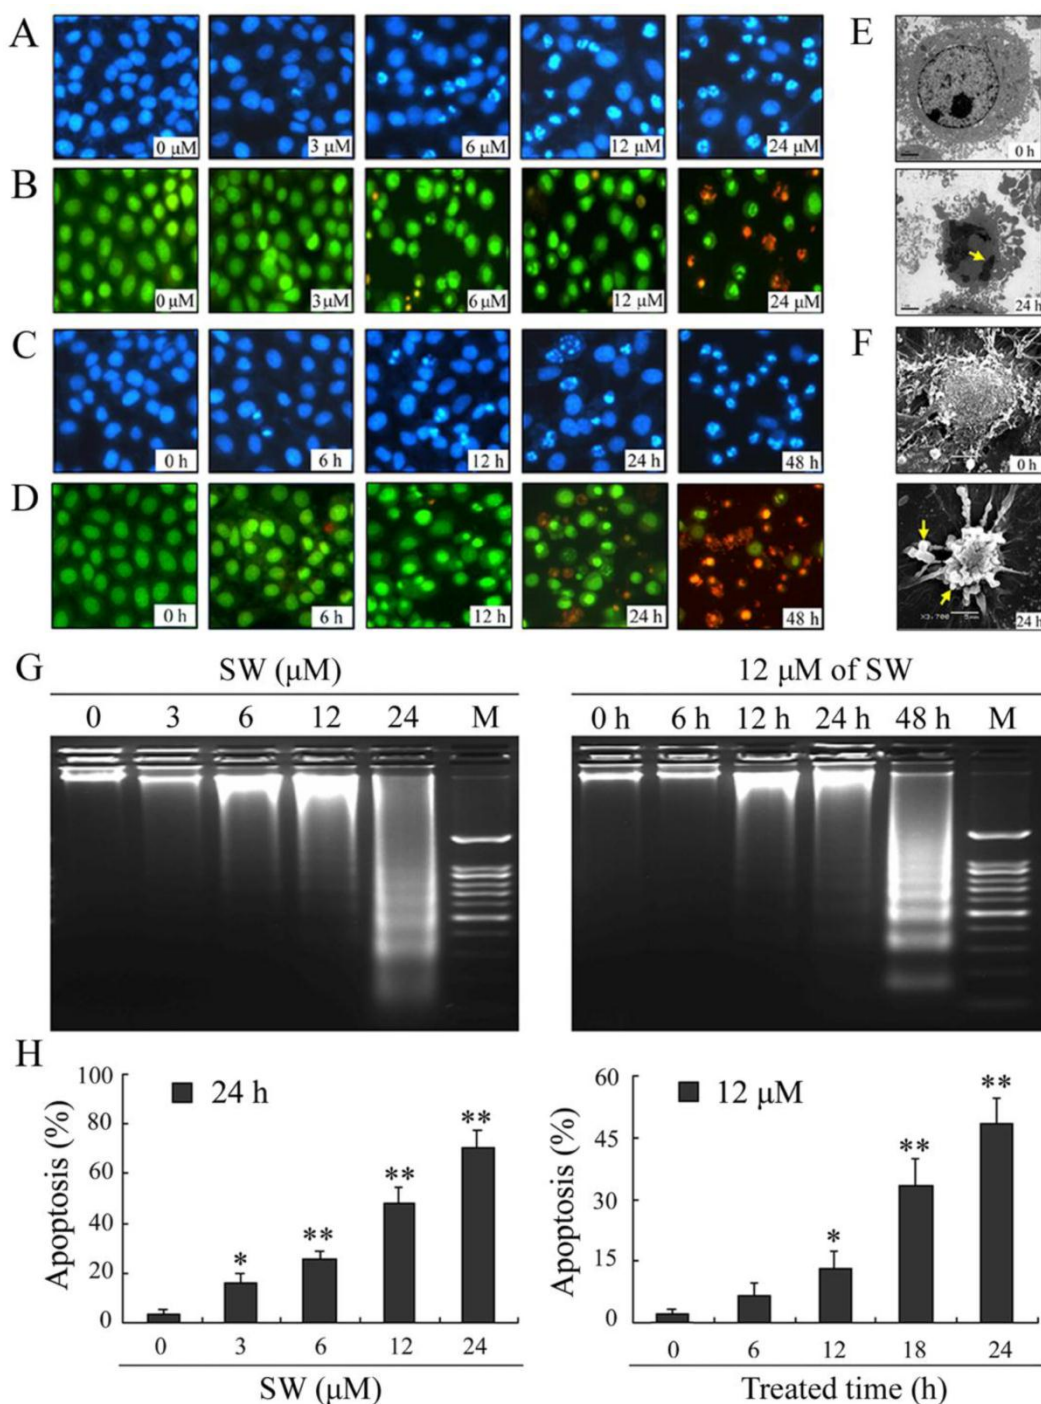 A
0 μM
3 μM
6 μM
12 μM
24 μM
E
0 h
B
0 μM
3 μM
6 μM
12 μM
24 μM
24 h
C
0 h
6 h
12 h
24 h
48 h
F
0 h
D
0 h
6 h
12 h
24 h
48 h
X3,700
24 h
G
SW (μM)
0 3 6 12 24 M
12 μM of SW
0 h 6 h 12 h 24 h 48 h M
H
100
80
60
40
20
0
Apoptosis (%)
24 h
*
**
**
**
0 3 6 12 24
SW (μM)
60
45
30
15
0
Apoptosis (%)
12 μM
*
**
**
0 6 12 18 24
Treated time (h)